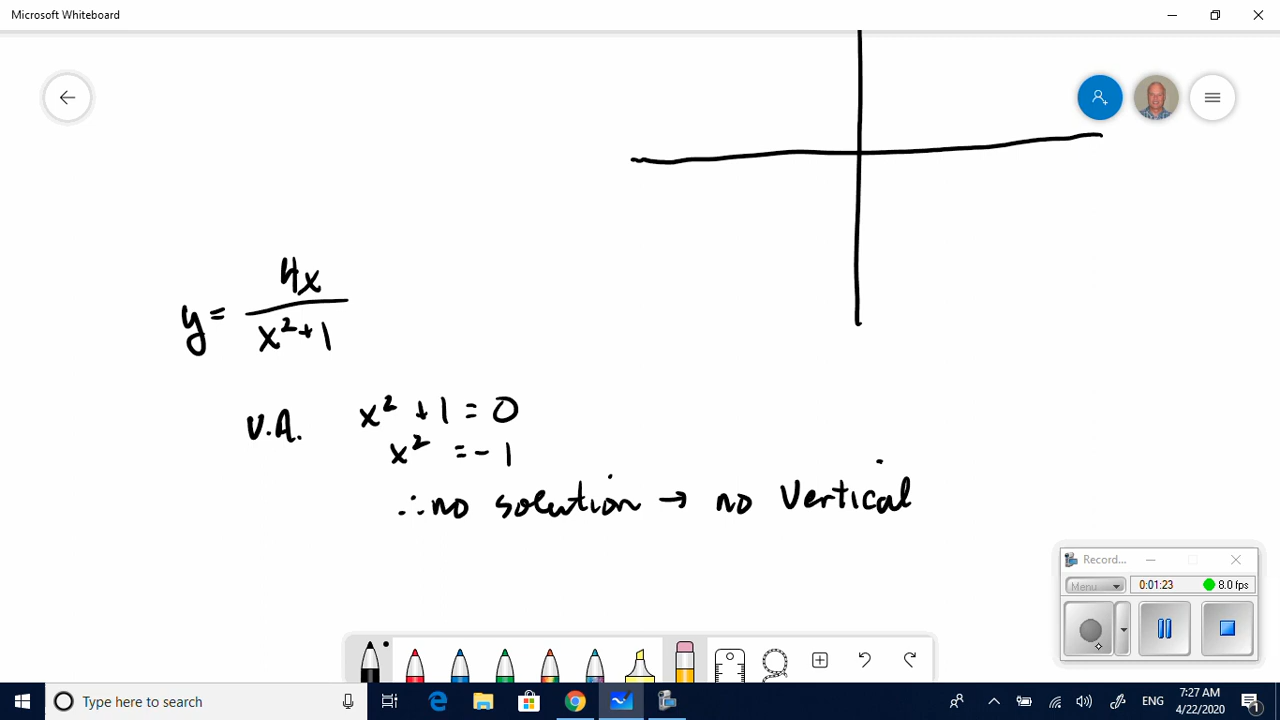 Microsoft Whiteboard
y = 4x / x² + 1
V.A. x² + 1 = 0
x² = - 1
∴ no solution → no Vertical
Record...
Menu
0:01:23
8.0 fps
Type here to search
ENG
7:27 AM
4/22/2020
1